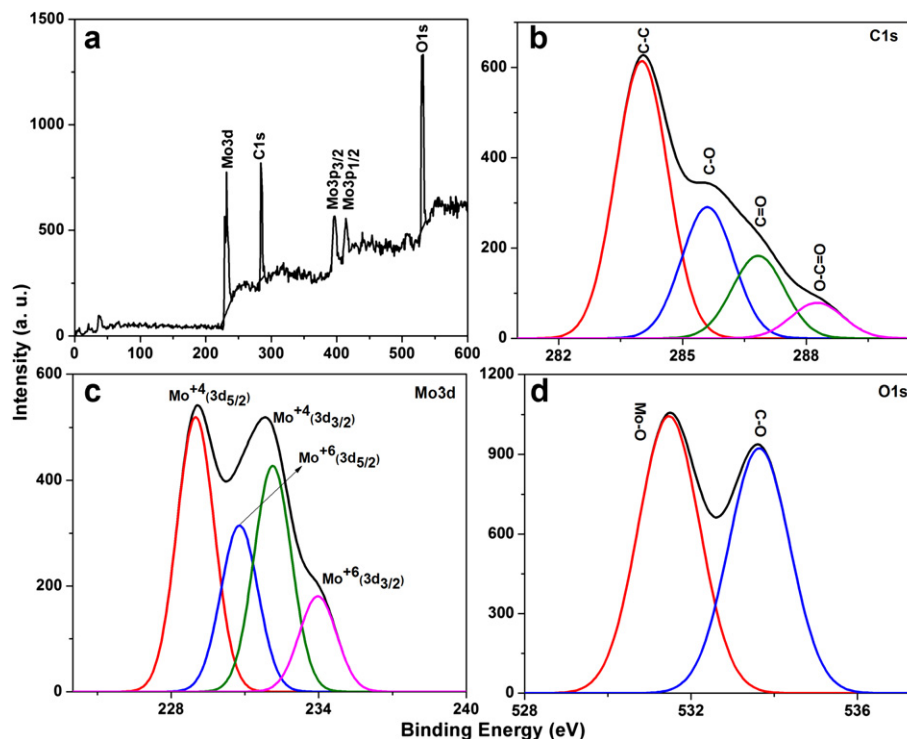 a
1500
1000
500
0
0 100 200 300 400 500 600
Mo3d
C1s
Mo3p3/2
Mo3p1/2
O1s
b
C1s
600
400
200
0
282 285 288
C-C
C-O
C=O
O-C=O
Intensity (a. u.)
c
Mo3d
600
400
200
0
228 234 240
Mo+4(3d5/2)
Mo+4(3d3/2)
Mo+6(3d5/2)
Mo+6(3d3/2)
d
O1s
1200
900
600
300
0
528 532 536
Mo-O
C-O
Binding Energy (eV)